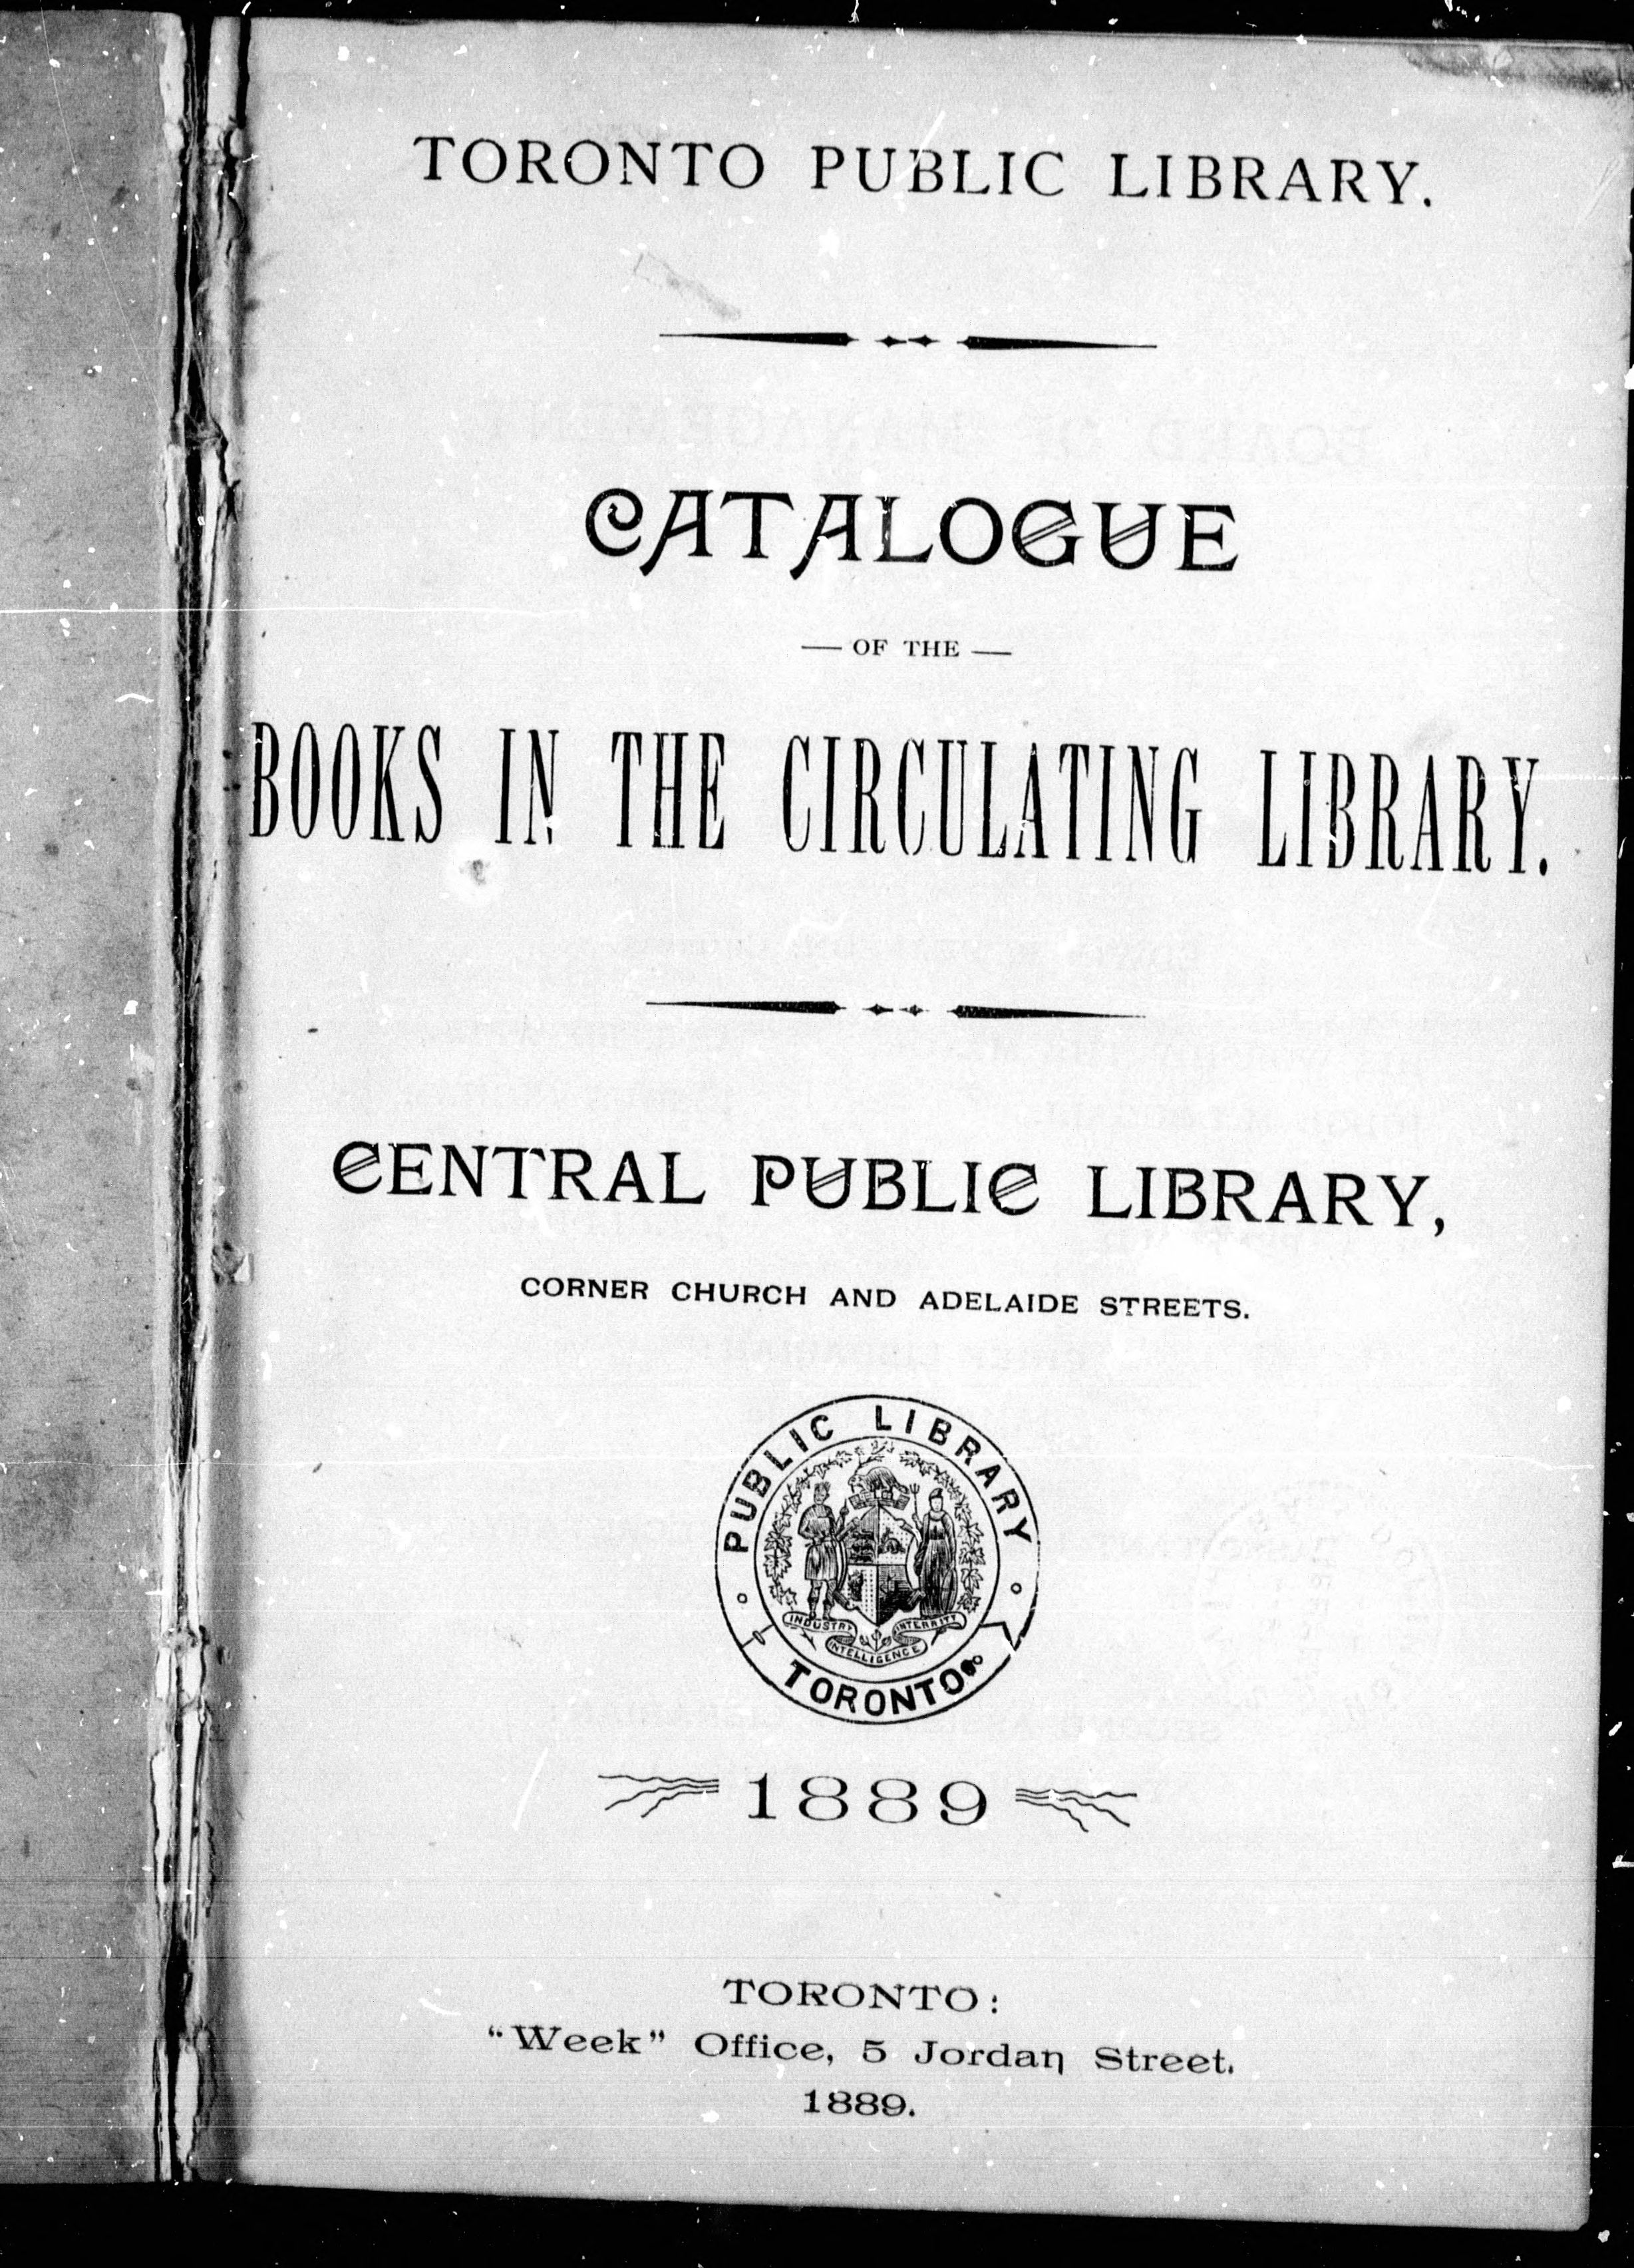 TORONTO PUBLIC LIBRARY.
CATALOGUE
— OF THE —
BOOKS IN THE CIRCULATING LIBRARY.
CENTRAL PUBLIC LIBRARY,
CORNER CHURCH AND ADELAIDE STREETS.
PUBLIC LIBRARY
INDUSTRY
INTEGRITY
INTELLIGENCE
TORONTO
1889
TORONTO:
“Week” Office, 5 Jordan Street.
1889.